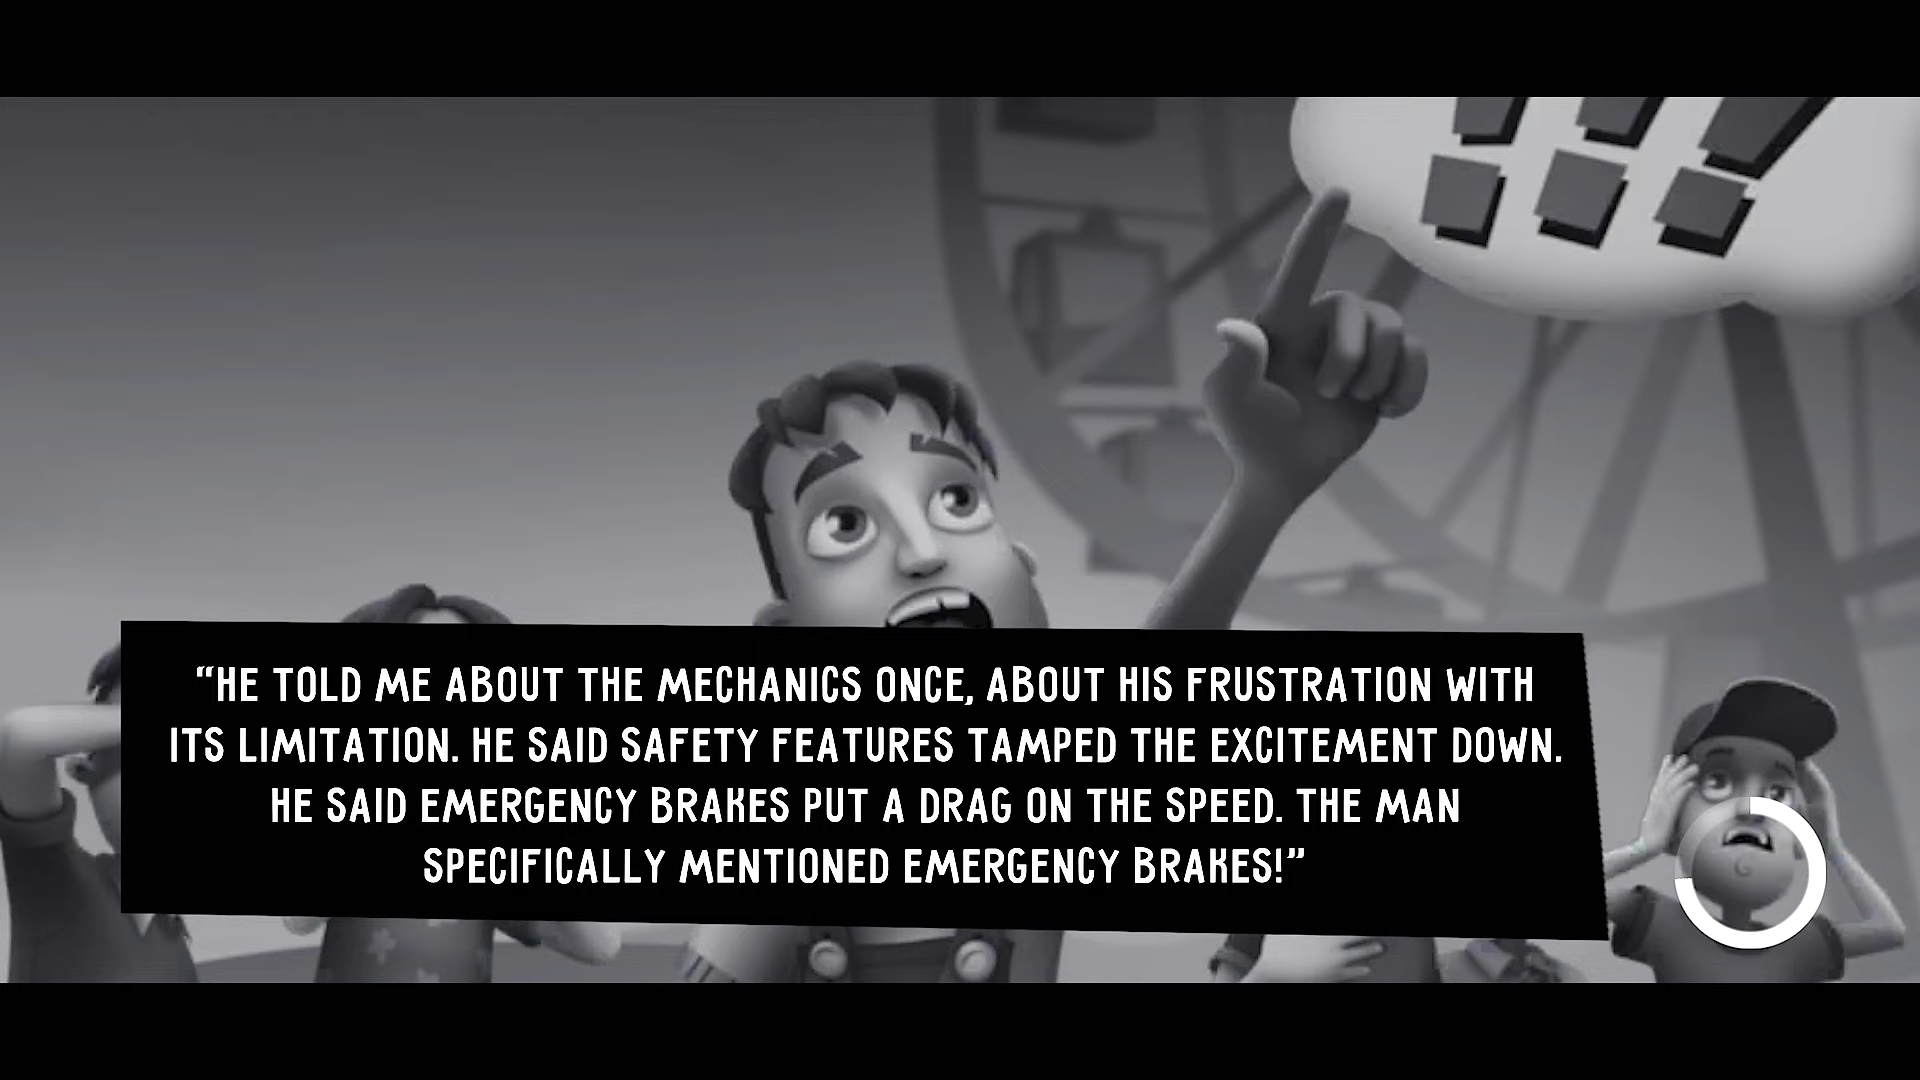 !!!
“HE TOLD ME ABOUT THE MECHANICS ONCE, ABOUT HIS FRUSTRATION WITH
ITS LIMITATION. HE SAID SAFETY FEATURES TAMPED THE EXCITEMENT DOWN.
HE SAID EMERGENCY BRAKES PUT A DRAG ON THE SPEED. THE MAN
SPECIFICALLY MENTIONED EMERGENCY BRAKES!”